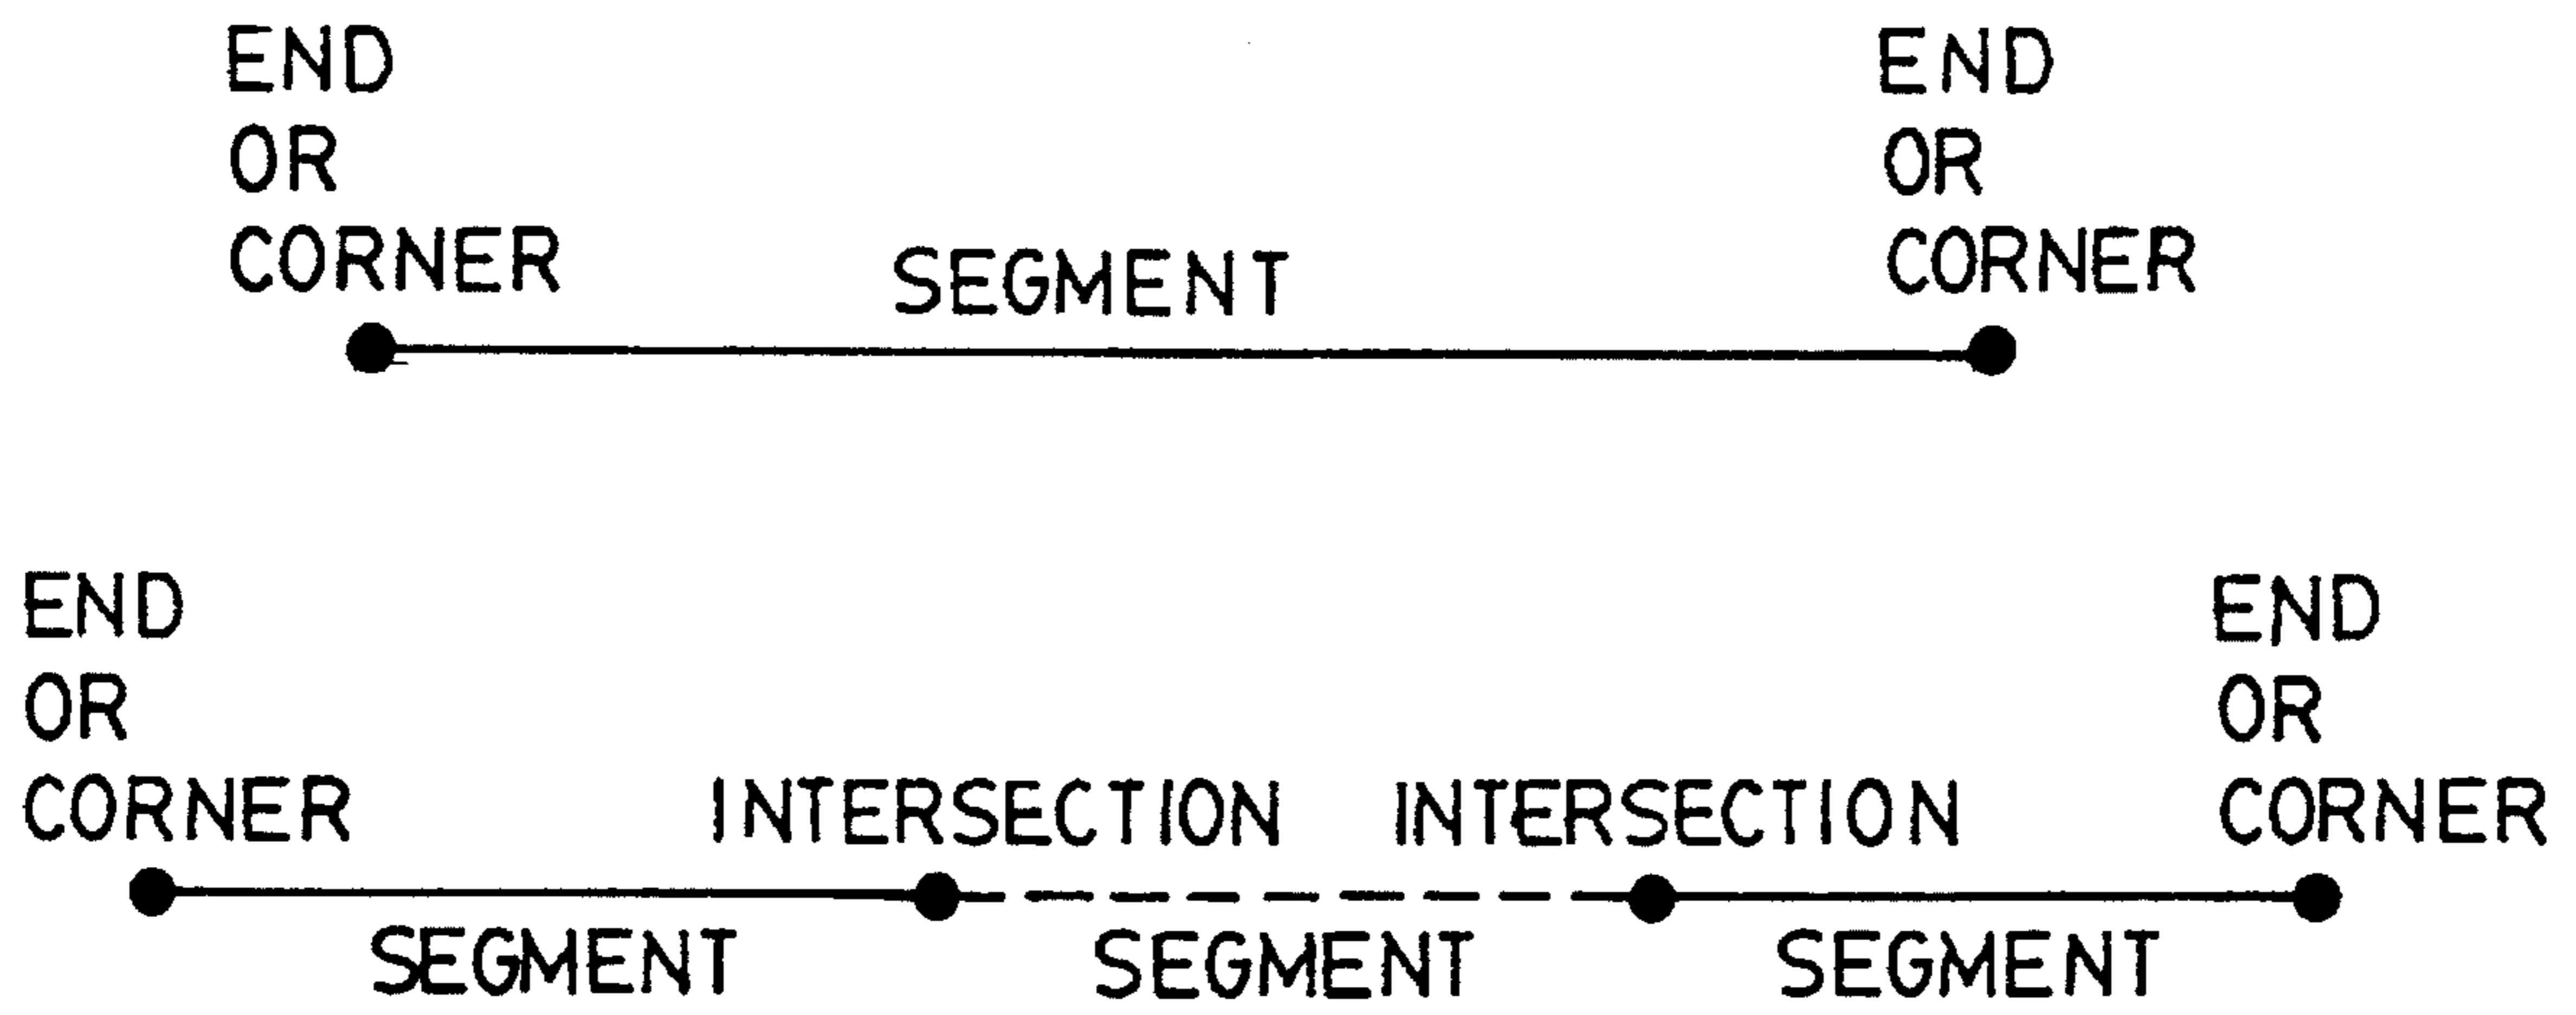 END
OR
CORNER
SEGMENT
END
OR
CORNER
END
OR
CORNER
INTERSECTION
INTERSECTION
END
OR
CORNER
SEGMENT
SEGMENT
SEGMENT